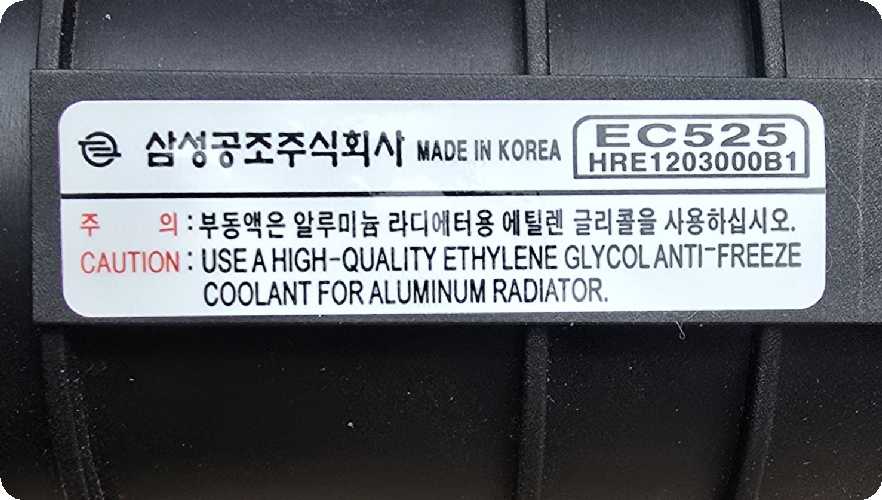 삼성공조주식회사 MADE IN KOREA
EC525
HRE1203000B1
주 의 : 부동액은 알루미늄 라디에터용 에틸렌 글리콜을 사용하십시오.
CAUTION : USE A HIGH-QUALITY ETHYLENE GLYCOL ANTI-FREEZE
COOLANT FOR ALUMINUM RADIATOR.